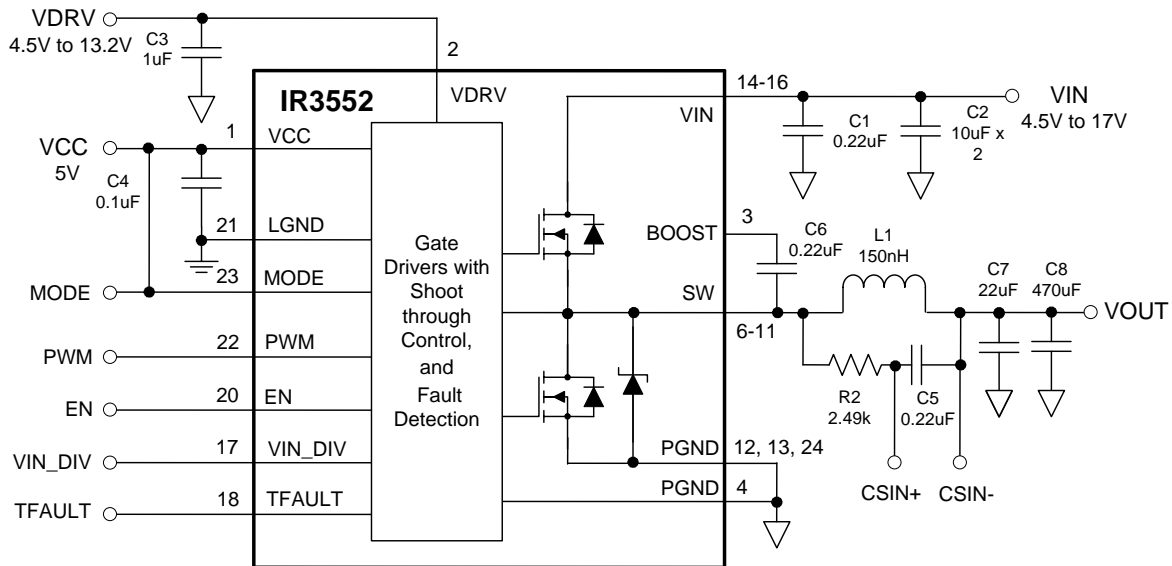 VDRV
4.5V to 13.2V
C3
1uF
2
IR3552
VDRV
14-16
VIN
VIN
4.5V to 17V
C1
0.22uF
C2
10uF x
2
1
VCC
VCC
5V
C4
0.1uF
21
LGND
3
BOOST
C6
0.22uF
L1
150nH
C7
22uF
C8
470uF
Gate
Drivers with
Shoot
through
Control,
and
Fault
Detection
23
MODE
MODE
SW
6-11
VOUT
22
PWM
PWM
R2
2.49k
C5
0.22uF
20
EN
EN
17
VIN_DIV
VIN_DIV
PGND
12, 13, 24
PGND
4
CSIN+
CSIN-
18
TFAULT
TFAULT